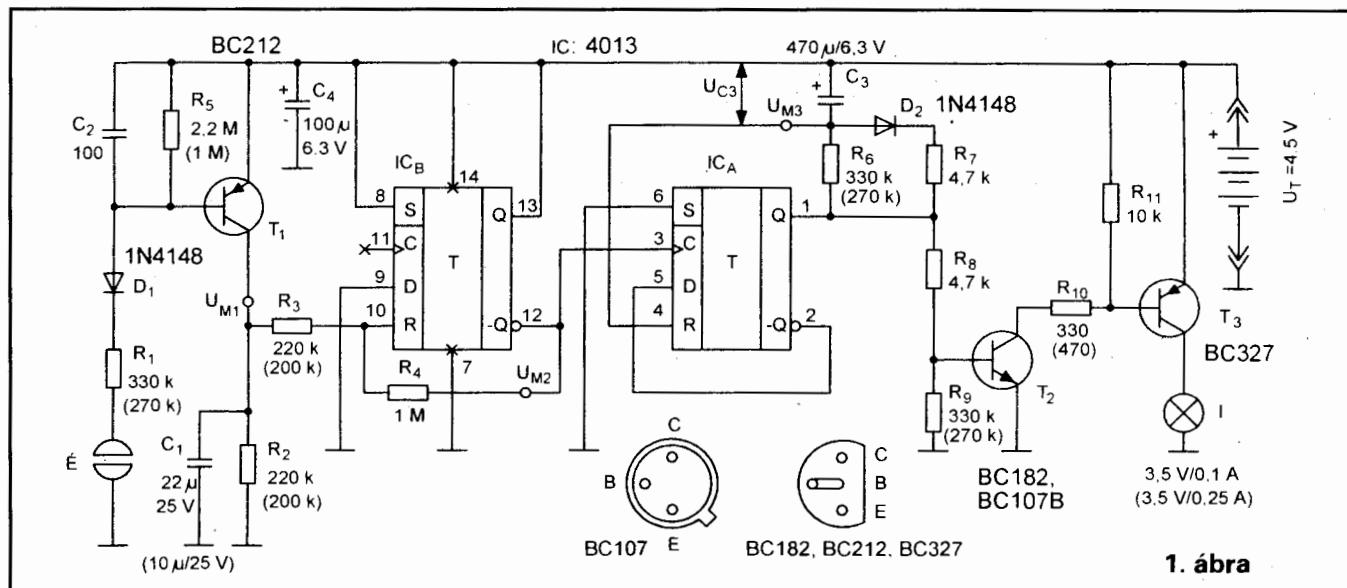 BC212
IC: 4013
470 µ/6,3 V
C2
100
R5
2.2 M
(1 M)
+
C4
100 µ
6.3 V
T1
1N4148
D1
UM1
R1
330 k
(270 k)
É
C1
22 µ
25 V
(10 µ/25 V)
R2
220 k
(200 k)
R3
220 k
(200 k)
R4
1 M
UM2
ICB
14
8
S
11
C
9
D
10
R
T
Q
13
-Q
12
7
UC3
UM3
+
C3
D2
1N4148
ICA
6
S
3
C
5
D
4
R
T
Q
1
-Q
2
R6
330 k
(270 k)
R7
4,7 k
R8
4,7 k
R9
330 k
(270 k)
T2
BC182,
BC107B
R10
330
(470)
R11
10 k
T3
BC327
+
UT =4.5 V
I
3,5 V/0,1 A
(3,5 V/0,25 A)
C
B
E
BC107
C
B
E
BC182, BC212, BC327
1. ábra